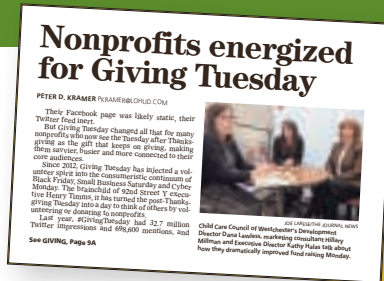 Nonprofits energized
for Giving Tuesday
PETER D. KRAMER PKRAMER@LOHUD.COM
Their Facebook page was likely static, their
Twitter feed inert.
But Giving Tuesday changed all that for many
nonprofits who now see the Tuesday after Thanks-
giving as the gift that keeps on giving, making
them savvier, busier and more connected to their
core audiences.
Since 2012, Giving Tuesday has injected a vol-
unteer spirit into the consumeristic continuum of
Black Friday, Small Business Saturday and Cyber
Monday. The brainchild of 92nd Street Y execu-
tive Henry Timms, it has turned the post-Thanks-
giving Tuesday into a day to think of others by vol-
unteering or donating to nonprofits.
Last year, #GivingTuesday had 32.7 million
Twitter impressions and 698,600 mentions, and
See GIVING, Page 9A
JOE LARESE/THE JOURNAL NEWS
Child Care Council of Westchester's Development
Director Dana Lawless, marketing consultant Hillary
Millman and Executive Director Kathy Halas talk about
how they dramatically improved fund raising Monday.